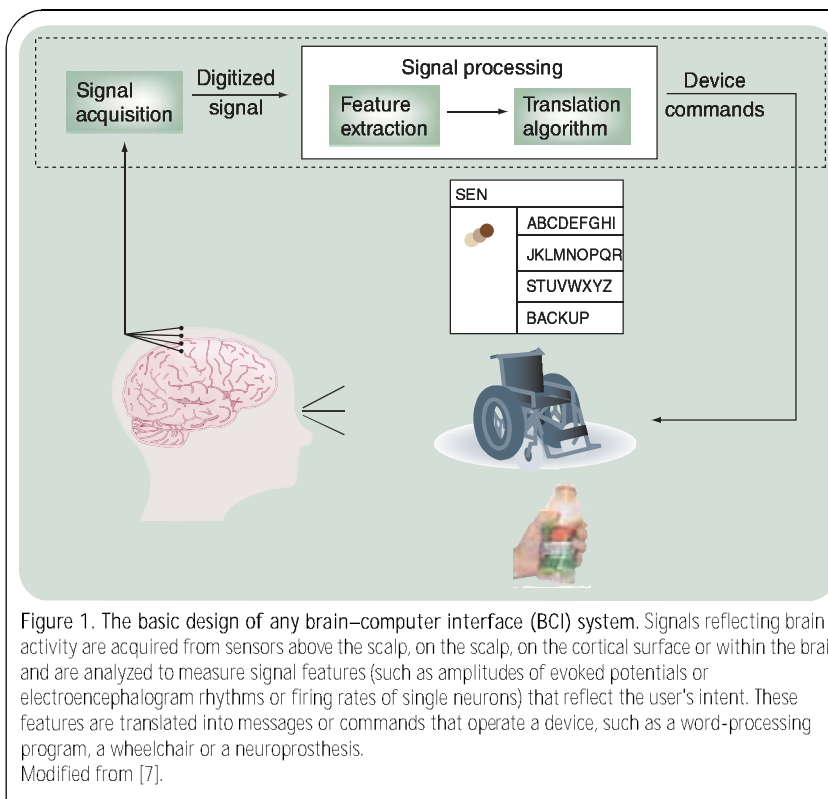 Signal processing
Signal
acquisition
Digitized
signal
Feature
extraction
Translation
algorithm
Device
commands
SEN
ABCDEFGHI
JKLMNOPQR
STUVWXYZ
BACKUP
Figure 1. The basic design of any brain–computer interface (BCI) system. Signals reflecting brain
activity are acquired from sensors above the scalp, on the scalp, on the cortical surface or within the brai
and are analyzed to measure signal features (such as amplitudes of evoked potentials or
electroencephalogram rhythms or firing rates of single neurons) that reflect the user's intent. These
features are translated into messages or commands that operate a device, such as a word-processing
program, a wheelchair or a neuroprosthesis.
Modified from [7].